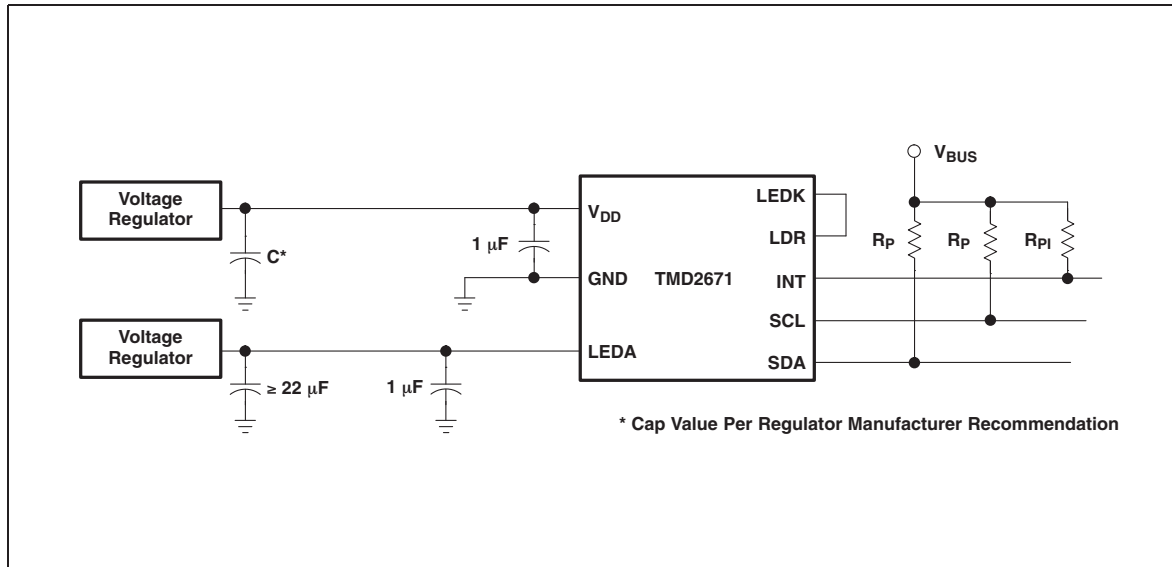 V_BUS
Voltage
Regulator
LEDK
V_DD
LDR
R_P
R_P
R_PI
1 μF
C*
GND
TMD2671
INT
SCL
Voltage
Regulator
LEDA
SDA
≥ 22 μF
1 μF
* Cap Value Per Regulator Manufacturer Recommendation